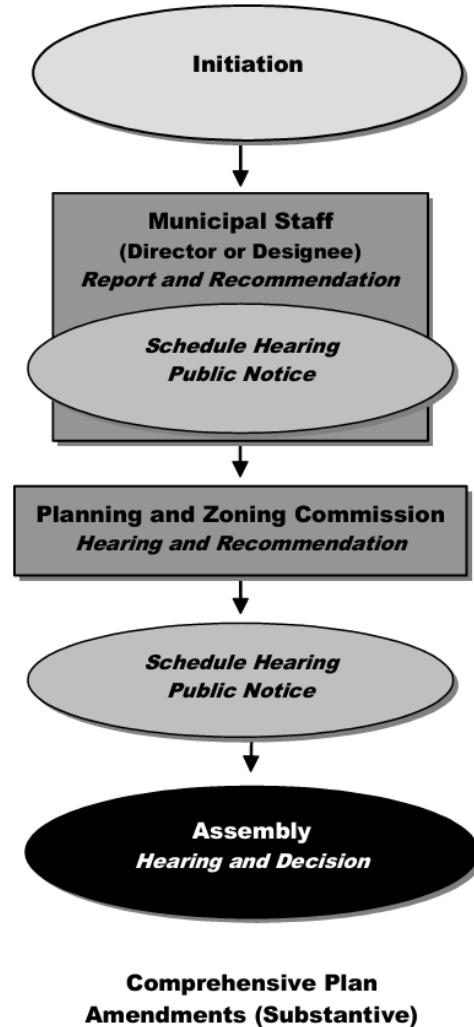 Initiation
Municipal Staff
(Director or Designee)
Report and Recommendation
Schedule Hearing
Public Notice
Planning and Zoning Commission
Hearing and Recommendation
Schedule Hearing
Public Notice
Assembly
Hearing and Decision
Comprehensive Plan
Amendments (Substantive)